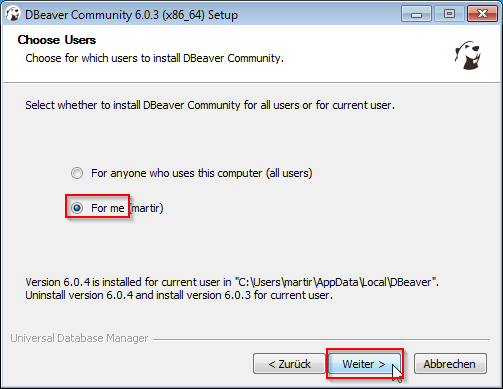 DBeaver Community 6.0.3 (x86_64) Setup
Choose Users
Choose for which users to install DBeaver Community.
Select whether to install DBeaver Community for all users or for current user.
For anyone who uses this computer (all users)
For me (martir)
Version 6.0.4 is installed for current user in "C:\Users\martir\AppData\Local\DBeaver".
Uninstall version 6.0.4 and install version 6.0.3 for current user.
Universal Database Manager
< Zurück Weiter > Abbrechen